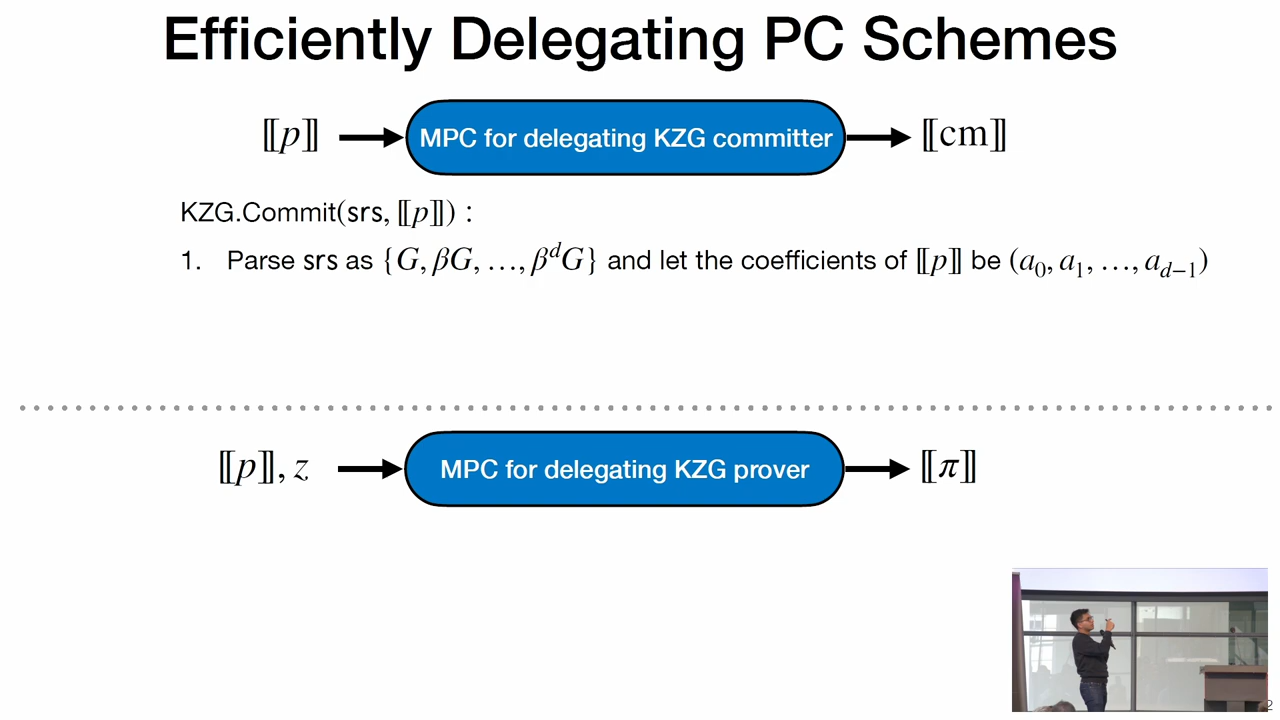 Efficiently Delegating PC Schemes
⟦p⟧ MPC for delegating KZG committer ⟦cm⟧
KZG.Commit(srs, ⟦p⟧) :
1. Parse srs as {G, βG, …, β^d G} and let the coefficients of ⟦p⟧ be (a_0, a_1, …, a_{d−1})
⟦p⟧, z MPC for delegating KZG prover ⟦π⟧